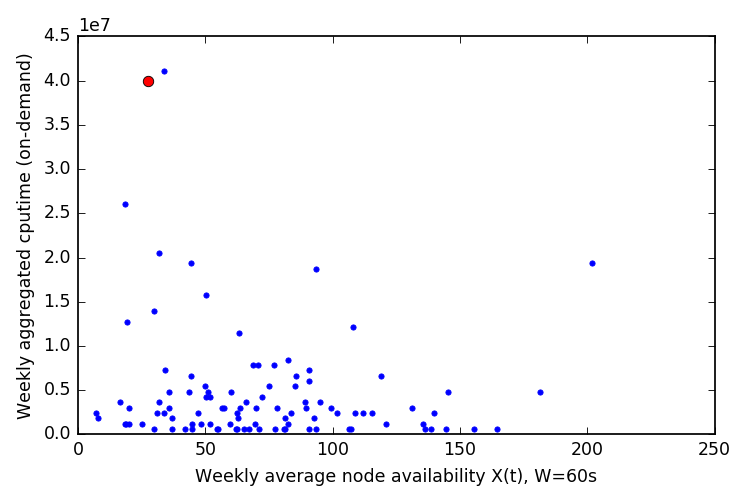 1e7
4.5
4.0
3.5
3.0
2.5
2.0
1.5
1.0
0.5
0.0
0 50 100 150 200 250
Weekly aggregated cputime (on-demand)
Weekly average node availability X(t), W=60s